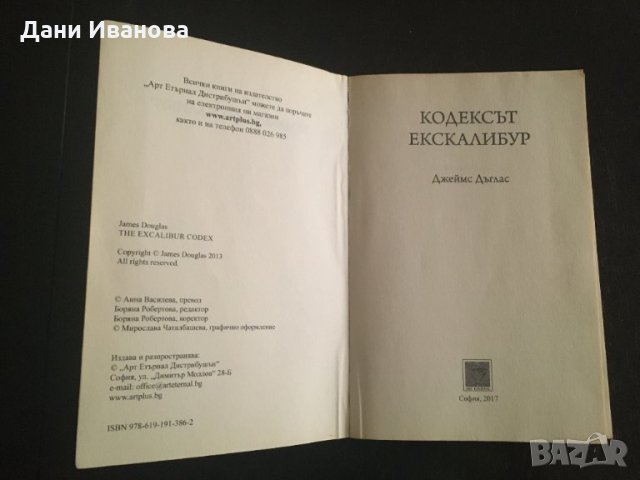 Дани Иванова
Всички книги на издателство
„Арт Етърнал Дистрибушън“ можете да поръчате
на електронния ни магазин
www.artplus.bg,
както и на телефон 0888 026 985
James Douglas
THE EXCALIBUR CODEX
Copyright © James Douglas 2013
All rights reserved.
© Анна Василева, превод
Боряна Робертова, редактор
Боряна Робертова, коректор
© Мирослава Чаталбашева, графично оформление
Издава и разпространява:
© „Арт Етърнал Дистрибушън“
София, ул. „Димитър Моллов“ 28-Б
e-mail: office@arteternal.bg
www.artplus.bg
ISBN 978-619-191-386-2
КОДЕКСЪТ
ЕКСКАЛИБУР
Джеймс Дъглас
София, 2017
BAZAR